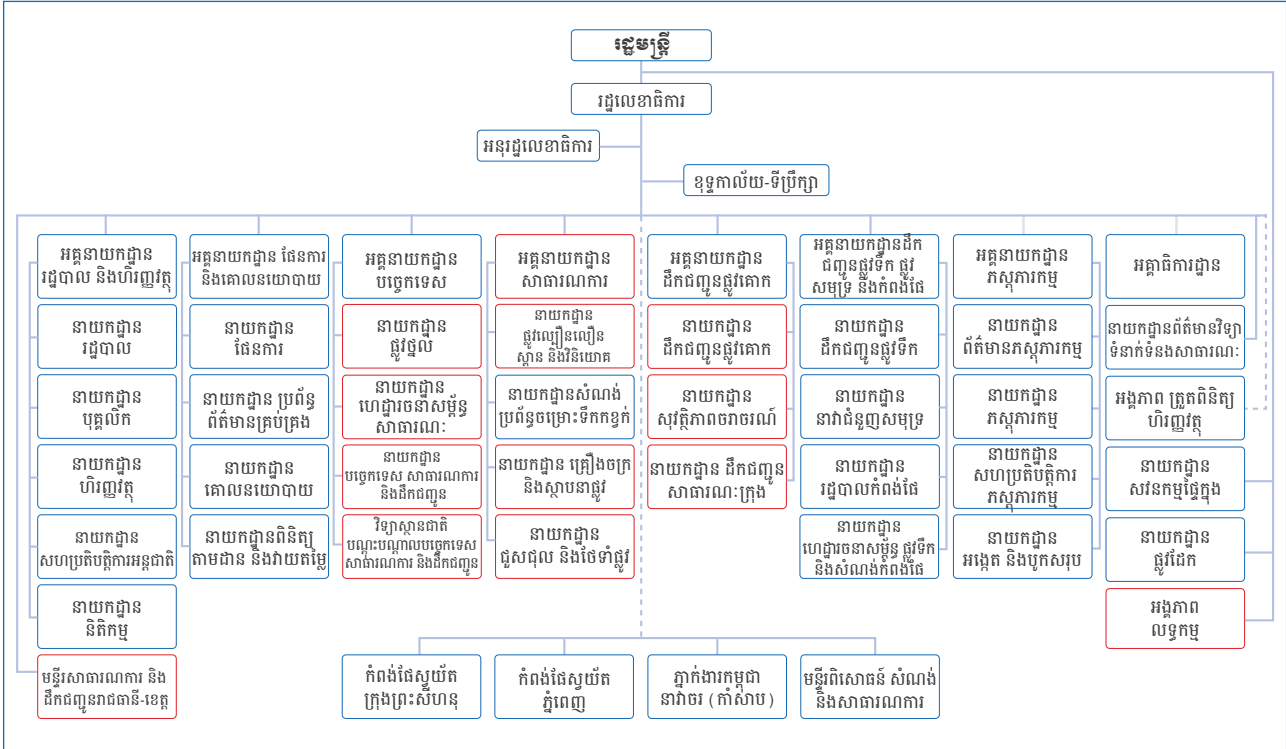 រដ្ឋមន្ត្រី
រដ្ឋលេខាធិការ
អនុរដ្ឋលេខាធិការ
ខុទ្ទកាល័យ-ទីប្រឹក្សា
អគ្គនាយកដ្ឋាន
រដ្ឋបាល និងហិរញ្ញវត្ថុ
នាយកដ្ឋាន
រដ្ឋបាល
នាយកដ្ឋាន
បុគ្គលិក
នាយកដ្ឋាន
ហិរញ្ញវត្ថុ
នាយកដ្ឋាន
សហប្រតិបត្តិការអន្តជាតិ
នាយកដ្ឋាន
និតិកម្ម
មន្ទីរសាធារណការ និង
ដឹកជញ្ជូនរាជធានី-ខេត្ត
អគ្គនាយកដ្ឋាន ផែនការ
និងគោលនយោបាយ
នាយកដ្ឋាន
ផែនការ
នាយកដ្ឋាន ប្រព័ន្ធ
ព័ត៌មានគ្រប់គ្រង
នាយកដ្ឋាន
គោលនយោបាយ
នាយកដ្ឋានពិនិត្យ
តាមដាន និងវាយតម្លៃ
អគ្គនាយកដ្ឋាន
បច្ចេកទេស
នាយកដ្ឋាន
ផ្លូវថ្នល់
នាយកដ្ឋាន
ហេដ្ឋារចនាសម្ព័ន្ធ
សាធារណៈ
នាយកដ្ឋាន
បច្ចេកទេស សាធារណការ
និងដឹកជញ្ជូន
វិទ្យាស្ថានជាតិ
បណ្តុះបណ្តាលបច្ចេកទេស
សាធារណការ និងដឹកជញ្ជូន
អគ្គនាយកដ្ឋាន
សាធារណការ
នាយកដ្ឋាន
ផ្លូវល្បឿនលឿន
ស្ពាន និងវិនិយោគ
នាយកដ្ឋានសំណង់
ប្រព័ន្ធចម្រោះទឹកកខ្វក់
នាយកដ្ឋាន គ្រឿងចក្រ
និងស្ថាបនាផ្លូវ
នាយកដ្ឋាន
ជួសជុល និងថែទាំផ្លូវ
អគ្គនាយកដ្ឋាន
ដឹកជញ្ជូនផ្លូវគោក
នាយកដ្ឋាន
ដឹកជញ្ជូនផ្លូវគោក
នាយកដ្ឋាន
សុវត្ថិភាពចរាចរណ៍
នាយកដ្ឋាន ដឹកជញ្ជូន
សាធារណៈក្រុង
អគ្គនាយកដ្ឋានដឹក
ជញ្ជូនផ្លូវទឹក ផ្លូវ
សមុទ្រ និងកំពង់ផែ
នាយកដ្ឋាន
ដឹកជញ្ជូនផ្លូវទឹក
នាយកដ្ឋាន
នាវាជំនួញសមុទ្រ
នាយកដ្ឋាន
រដ្ឋបាលកំពង់ផែ
នាយកដ្ឋាន
ហេដ្ឋារចនាសម្ព័ន្ធ ផ្លូវទឹក
និងសំណង់កំពង់ផែ
អគ្គនាយកដ្ឋាន
ភស្តុភារកម្ម
នាយកដ្ឋាន
ព័ត៌មានភស្តុភារកម្ម
នាយកដ្ឋាន
ភស្តុភារកម្ម
នាយកដ្ឋាន
សហប្រតិបត្តិការ
ភស្តុភារកម្ម
នាយកដ្ឋាន
អង្កេត និងបូកសរុប
អគ្គាធិការដ្ឋាន
នាយកដ្ឋានព័ត៌មានវិទ្យា
ទំនាក់ទំនងសាធារណៈ
អង្គភាព ត្រួតពិនិត្យ
ហិរញ្ញវត្ថុ
នាយកដ្ឋាន
សវនកម្មផ្ទៃក្នុង
នាយកដ្ឋាន
ផ្លូវដែក
អង្គភាព
លទ្ធកម្ម
កំពង់ផែស្វយ័ត
ក្រុងព្រះសីហនុ
កំពង់ផែស្វយ័ត
ភ្នំពេញ
ភ្នាក់ងារកម្ពុជា
នាវាចរ (កាំសាប)
មន្ទីរពិសោធន៍ សំណង់
និងសាធារណការ